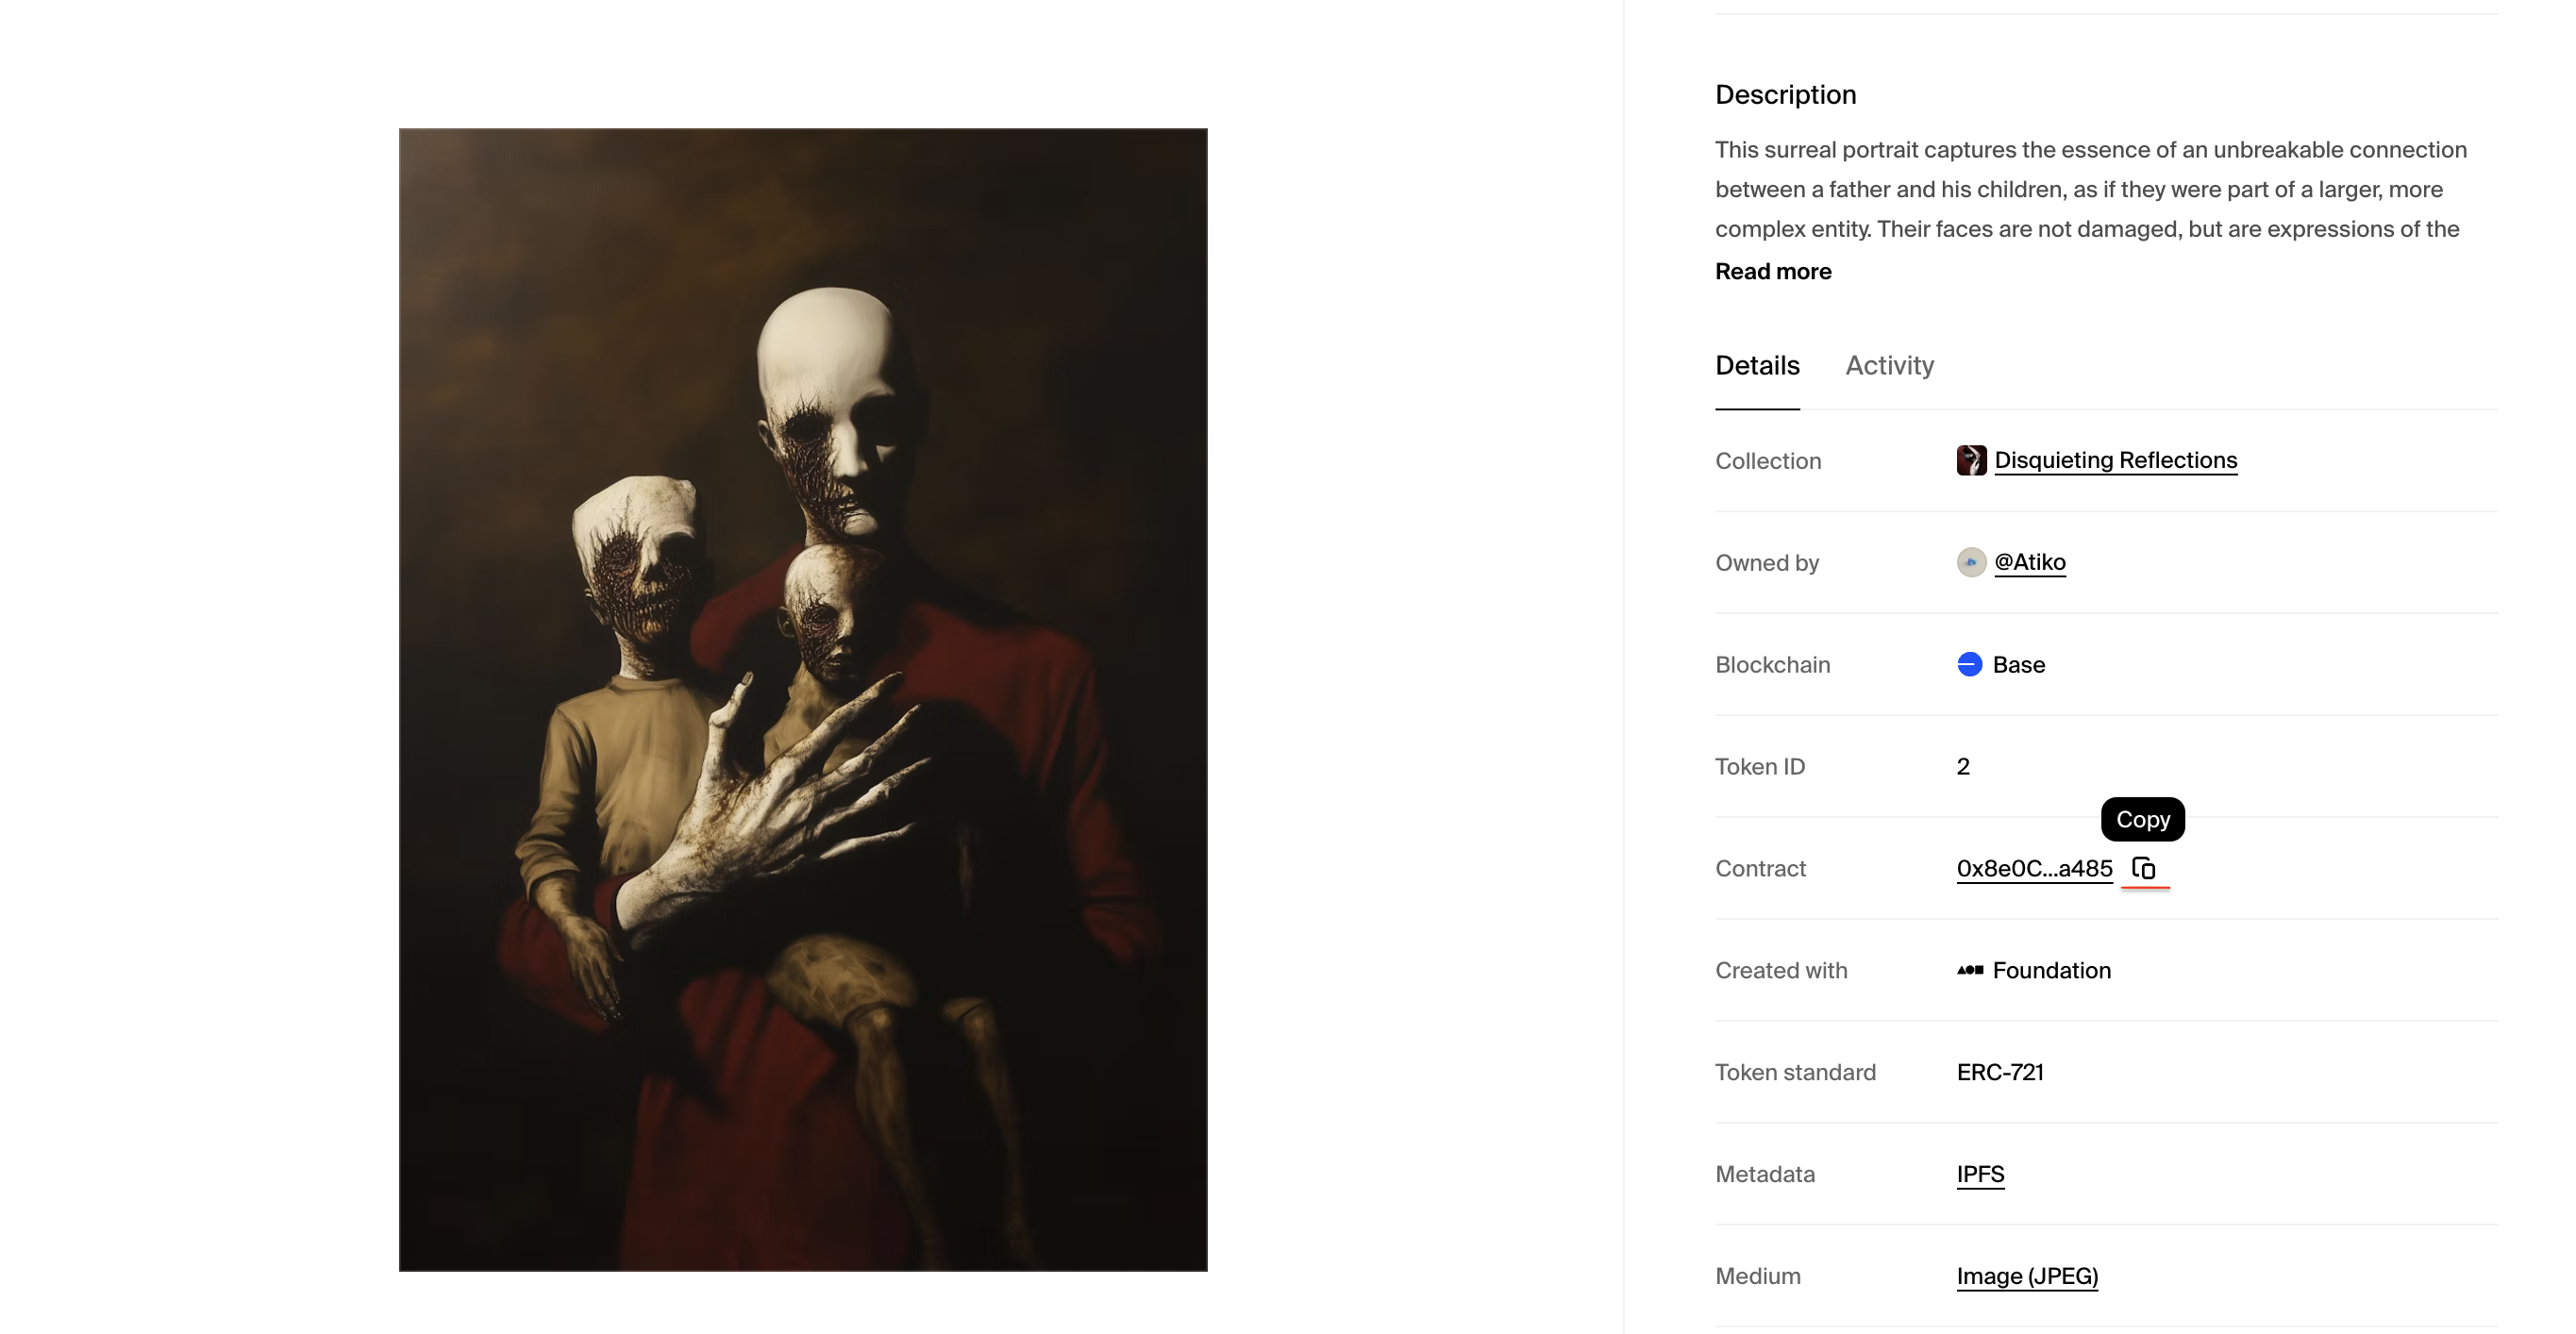 Description
This surreal portrait captures the essence of an unbreakable connection
between a father and his children, as if they were part of a larger, more
complex entity. Their faces are not damaged, but are expressions of the
Read more
Details Activity
Collection Disquieting Reflections
Owned by @Atiko
Blockchain Base
Token ID 2
Copy
Contract 0x8e0C...a485
Created with Foundation
Token standard ERC-721
Metadata IPFS
Medium Image (JPEG)